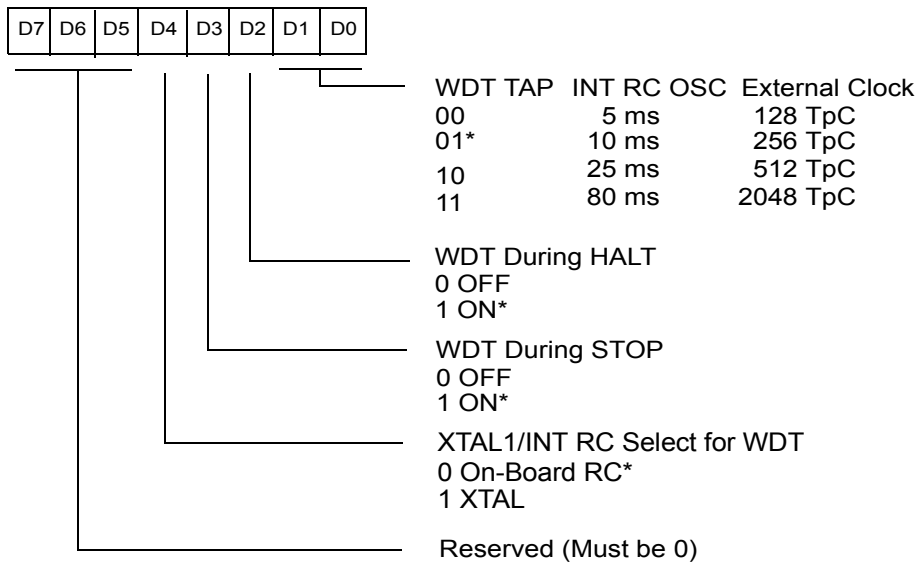 D7 D6 D5 D4 D3 D2 D1 D0
WDT TAP INT RC OSC External Clock
00 5 ms 128 TpC
01* 10 ms 256 TpC
10 25 ms 512 TpC
11 80 ms 2048 TpC
WDT During HALT
0 OFF
1 ON*
WDT During STOP
0 OFF
1 ON*
XTAL1/INT RC Select for WDT
0 On-Board RC*
1 XTAL
Reserved (Must be 0)